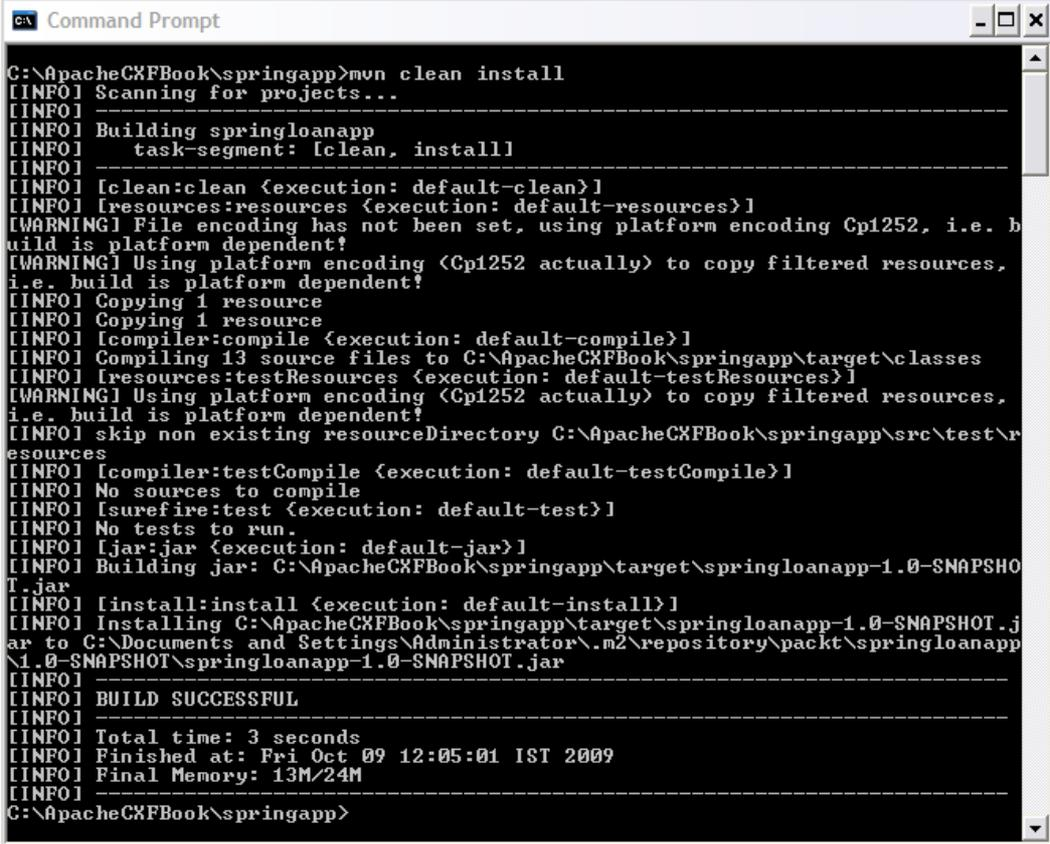 Command Prompt
C:\ApacheCXFBook\springapp>mvn clean install
[INFO] Scanning for projects...
[INFO] ------------------------------------------------------------------------
[INFO] Building springloanapp
[INFO]    task-segment: [clean, install]
[INFO] ------------------------------------------------------------------------
[INFO] [clean:clean {execution: default-clean}]
[INFO] [resources:resources {execution: default-resources}]
[WARNING] File encoding has not been set, using platform encoding Cp1252, i.e. b
uild is platform dependent!
[WARNING] Using platform encoding (Cp1252 actually) to copy filtered resources,
i.e. build is platform dependent!
[INFO] Copying 1 resource
[INFO] Copying 1 resource
[INFO] [compiler:compile {execution: default-compile}]
[INFO] Compiling 13 source files to C:\ApacheCXFBook\springapp\target\classes
[INFO] [resources:testResources {execution: default-testResources}]
[WARNING] Using platform encoding (Cp1252 actually) to copy filtered resources,
i.e. build is platform dependent!
[INFO] skip non existing resourceDirectory C:\ApacheCXFBook\springapp\src\test\r
esources
[INFO] [compiler:testCompile {execution: default-testCompile}]
[INFO] No sources to compile
[INFO] [surefire:test {execution: default-test}]
[INFO] No tests to run.
[INFO] [jar:jar {execution: default-jar}]
[INFO] Building jar: C:\ApacheCXFBook\springapp\target\springloanapp-1.0-SNAPSHO
T.jar
[INFO] [install:install {execution: default-install}]
[INFO] Installing C:\ApacheCXFBook\springapp\target\springloanapp-1.0-SNAPSHOT.j
ar to C:\Documents and Settings\Administrator\.m2\repository\packt\springloanapp
\1.0-SNAPSHOT\springloanapp-1.0-SNAPSHOT.jar
[INFO] ------------------------------------------------------------------------
[INFO] BUILD SUCCESSFUL
[INFO] ------------------------------------------------------------------------
[INFO] Total time: 3 seconds
[INFO] Finished at: Fri Oct 09 12:05:01 IST 2009
[INFO] Final Memory: 13M/24M
[INFO] ------------------------------------------------------------------------
C:\ApacheCXFBook\springapp>